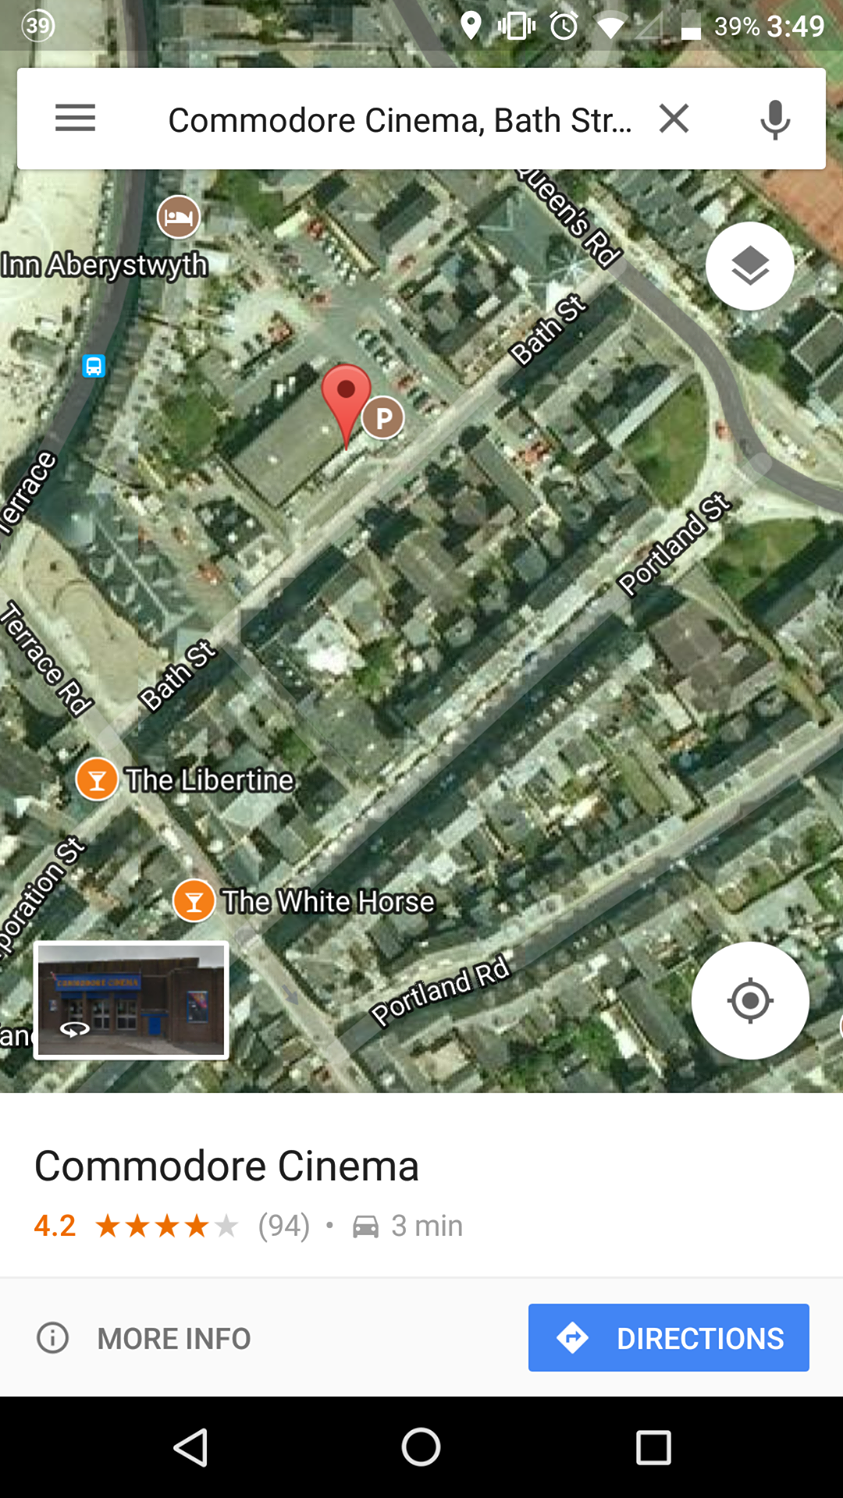 39
39% 3:49
Commodore Cinema, Bath Str...
Queen's Rd
Inn Aberystwyth
Bath St
P
Terrace
Portland St
Terrace Rd
Bath St
The Libertine
poration St
The White Horse
COMMODORE CINEMA
Portland Rd
an
Commodore Cinema
4.2 ★★★★★ (94) • 3 min
MORE INFO
DIRECTIONS